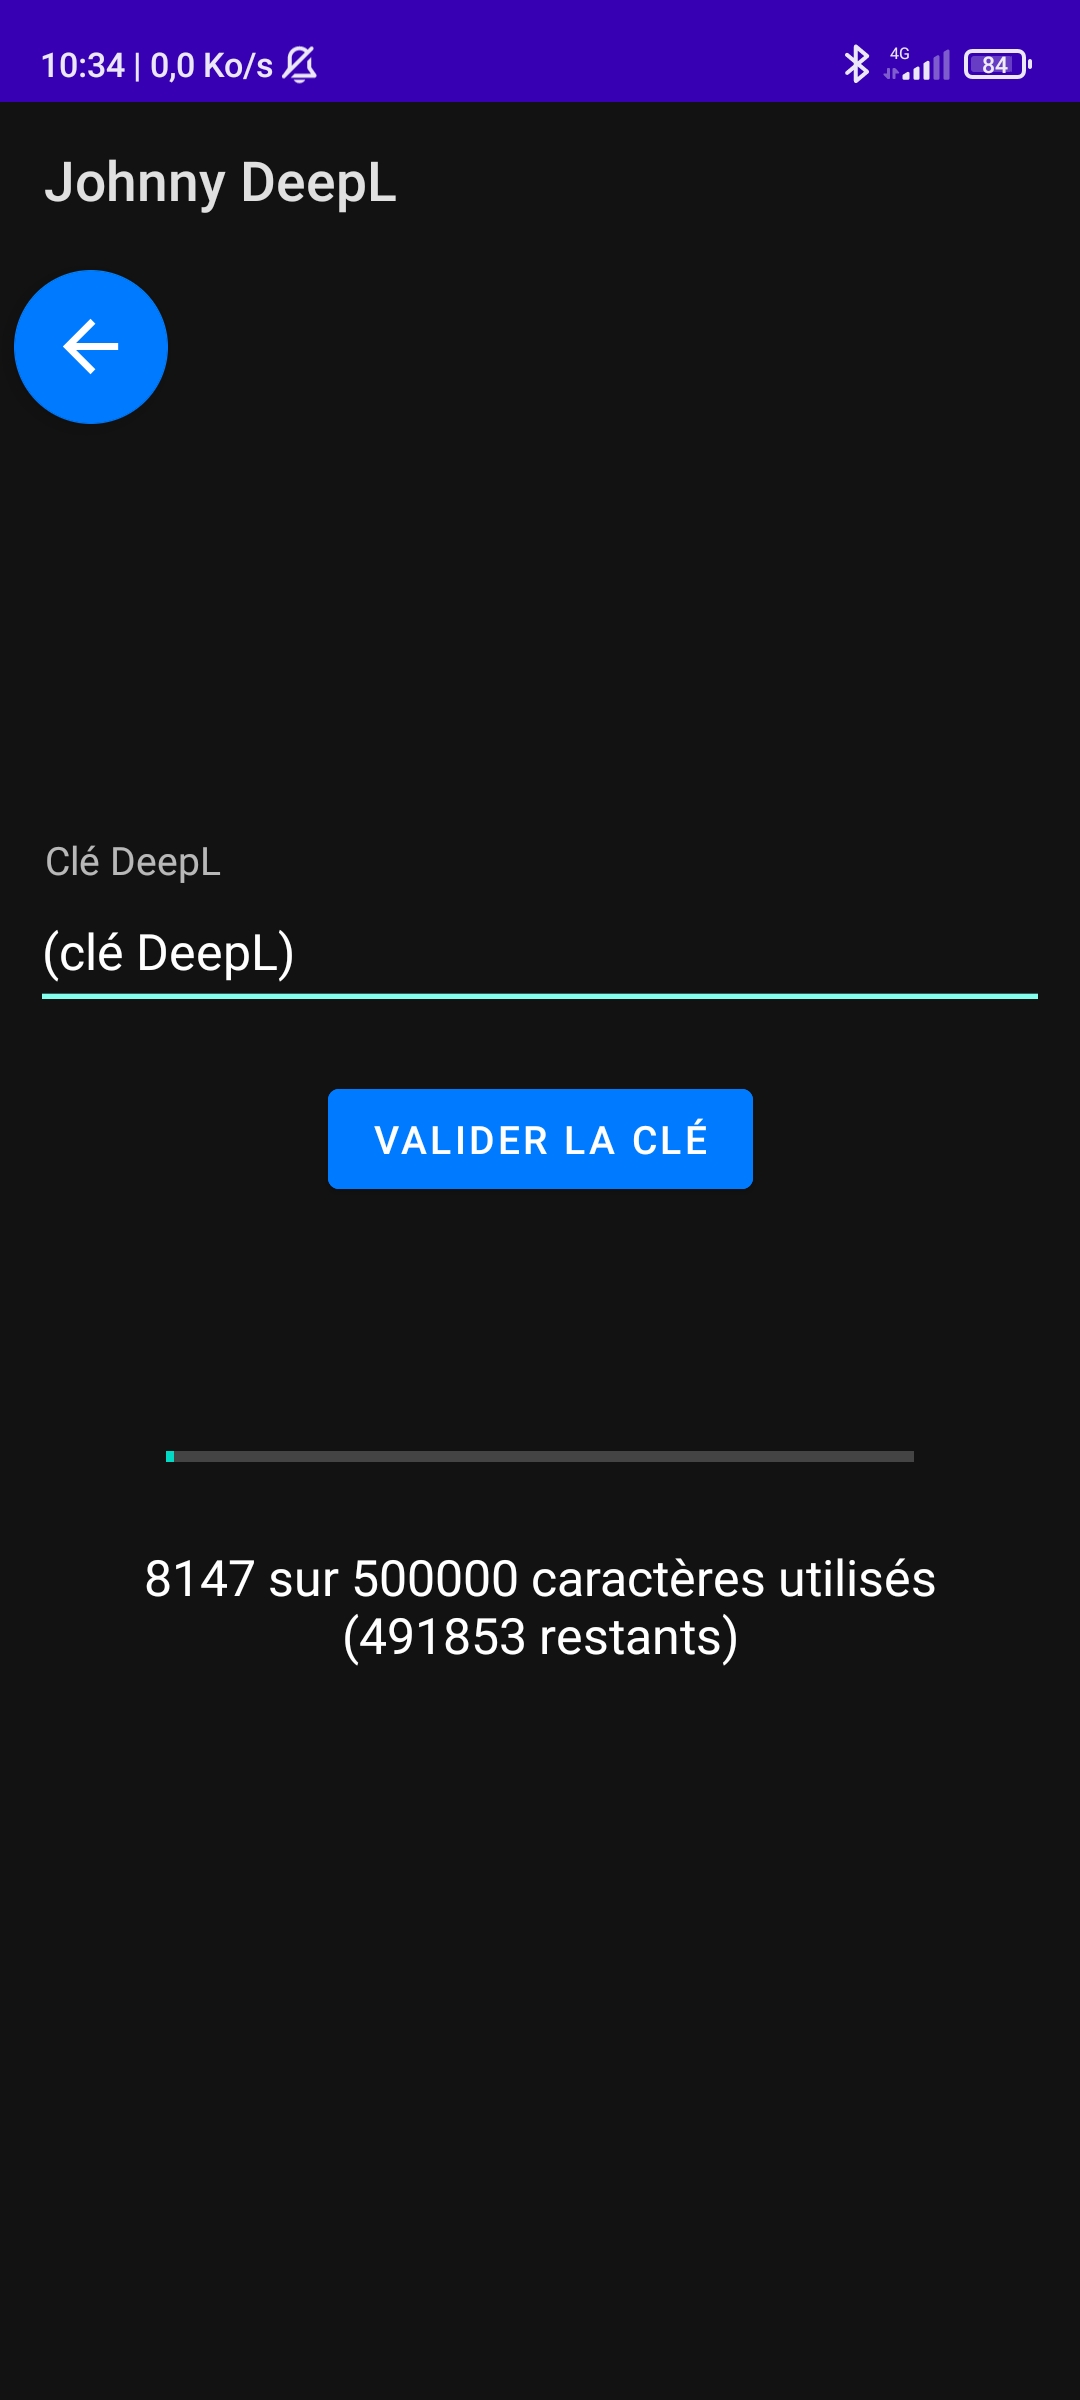 10:34 | 0,0 Ko/s
4G
84
Johnny DeepL
Clé DeepL
(clé DeepL)
VALIDER LA CLÉ
8147 sur 500000 caractères utilisés
(491853 restants)